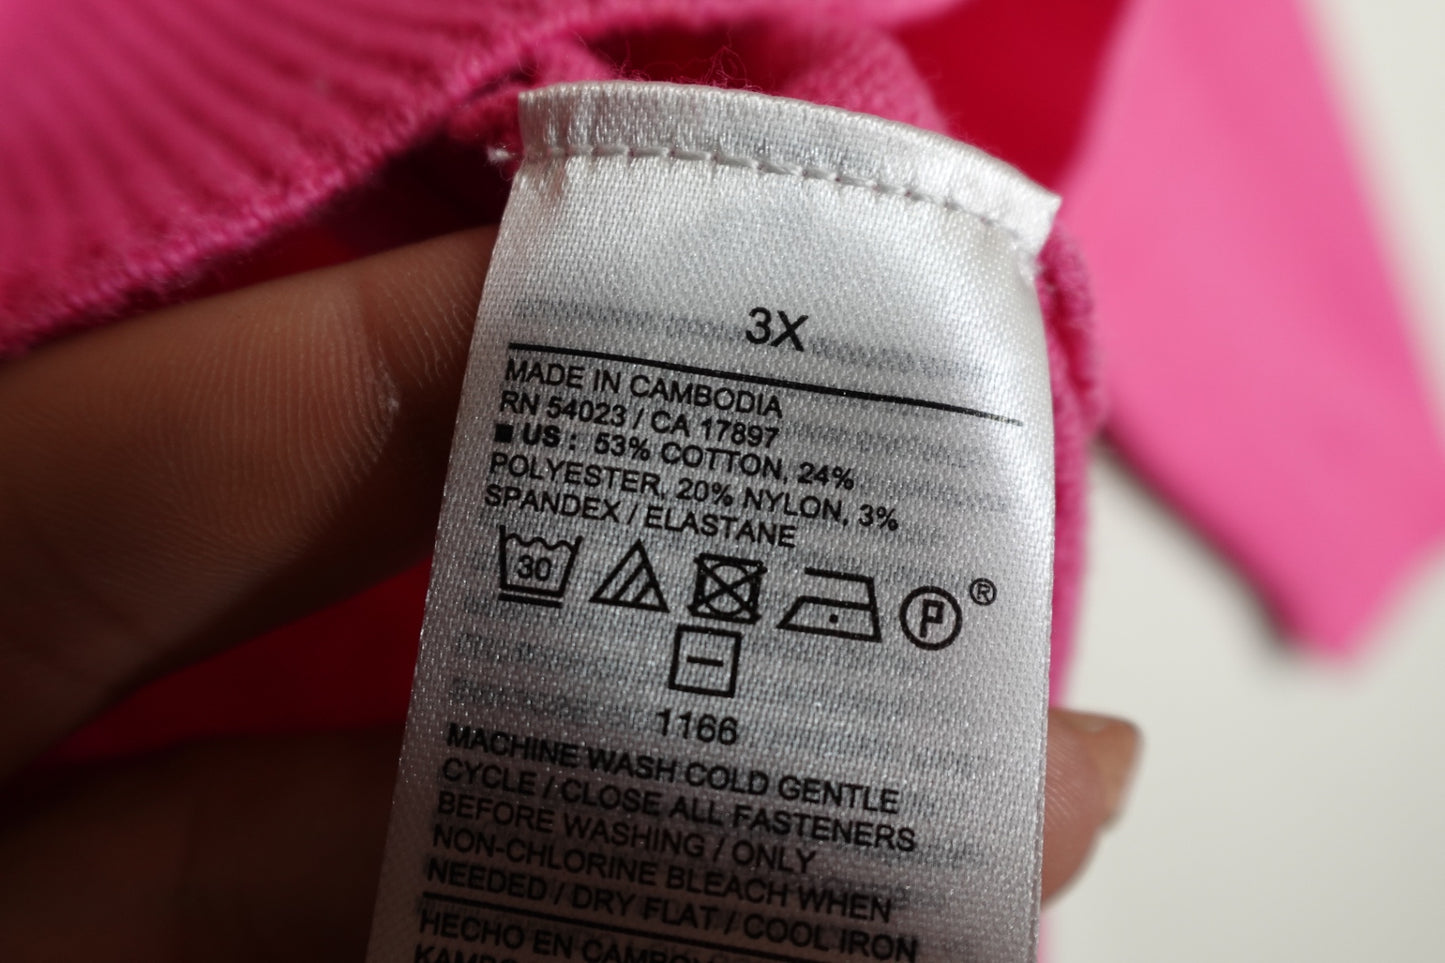 3X
MADE IN CAMBODIA
RN 54023 / CA 17897
■ US : 53% COTTON, 24%
POLYESTER, 20% NYLON, 3%
SPANDEX / ELASTANE
30
P ®
1166
MACHINE WASH COLD GENTLE
CYCLE / CLOSE ALL FASTENERS
BEFORE WASHING / ONLY
NON-CHLORINE BLEACH WHEN
NEEDED / DRY FLAT / COOL IRON
HECHO EN